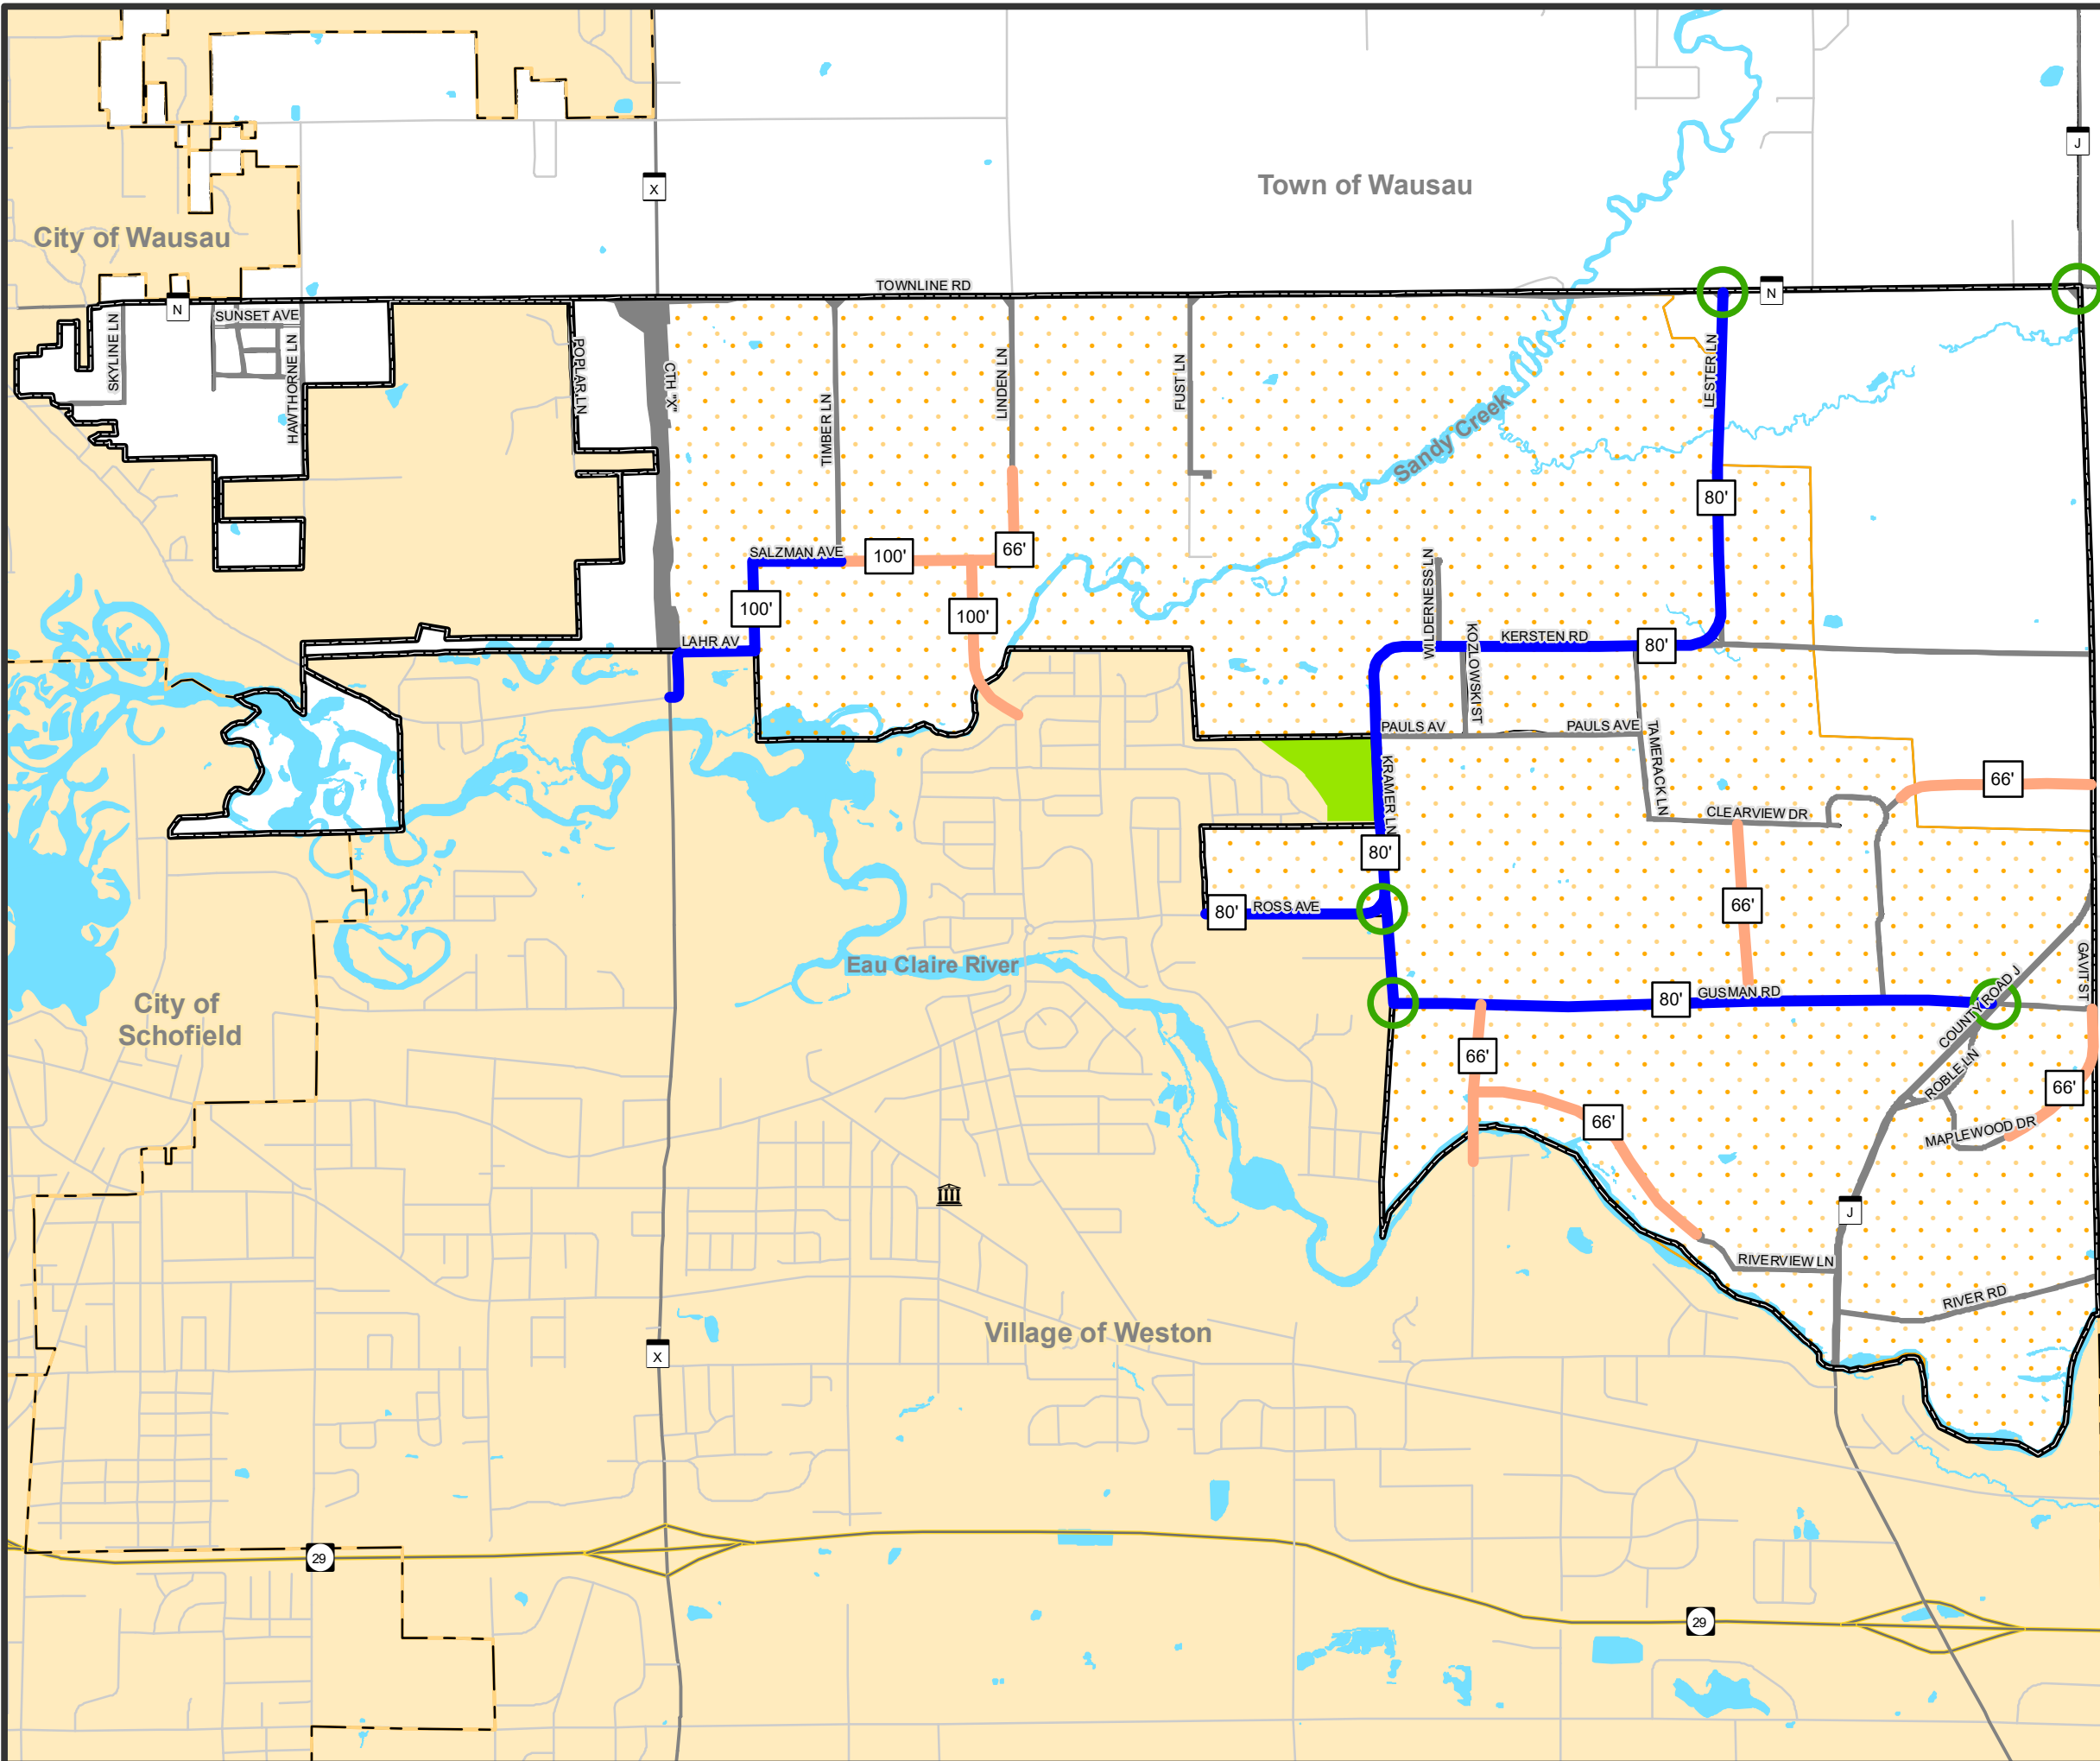 J
X
Town of Wausau
City of Wausau
TOWNLINE RD
N
N
SUNSET AVE
SKYLINE LN
HAWTHORNE LN
POPLAR LN
CTH "X"
TIMBER LN
LINDEN LN
FUST LN
LESTER LN
Sandy Creek
80'
SALZMAN AVE
100'
66'
100'
100'
LAHR AV
WILDERNESS LN
KOZLOWSKI ST
KERSTEN RD
80'
PAULS AV
PAULS AVE
TAMERACK LN
KRAMER LN
66'
CLEARVIEW DR
80'
66'
80'
ROSS AVE
Eau Claire River
GAVIT ST
City of
Schofield
GUSMAN RD
80'
COUNTY ROAD J
66'
ROBLE LN
66'
66'
MAPLEWOOD DR
J
RIVERVIEW LN
RIVER RD
Village of Weston
X
29
29